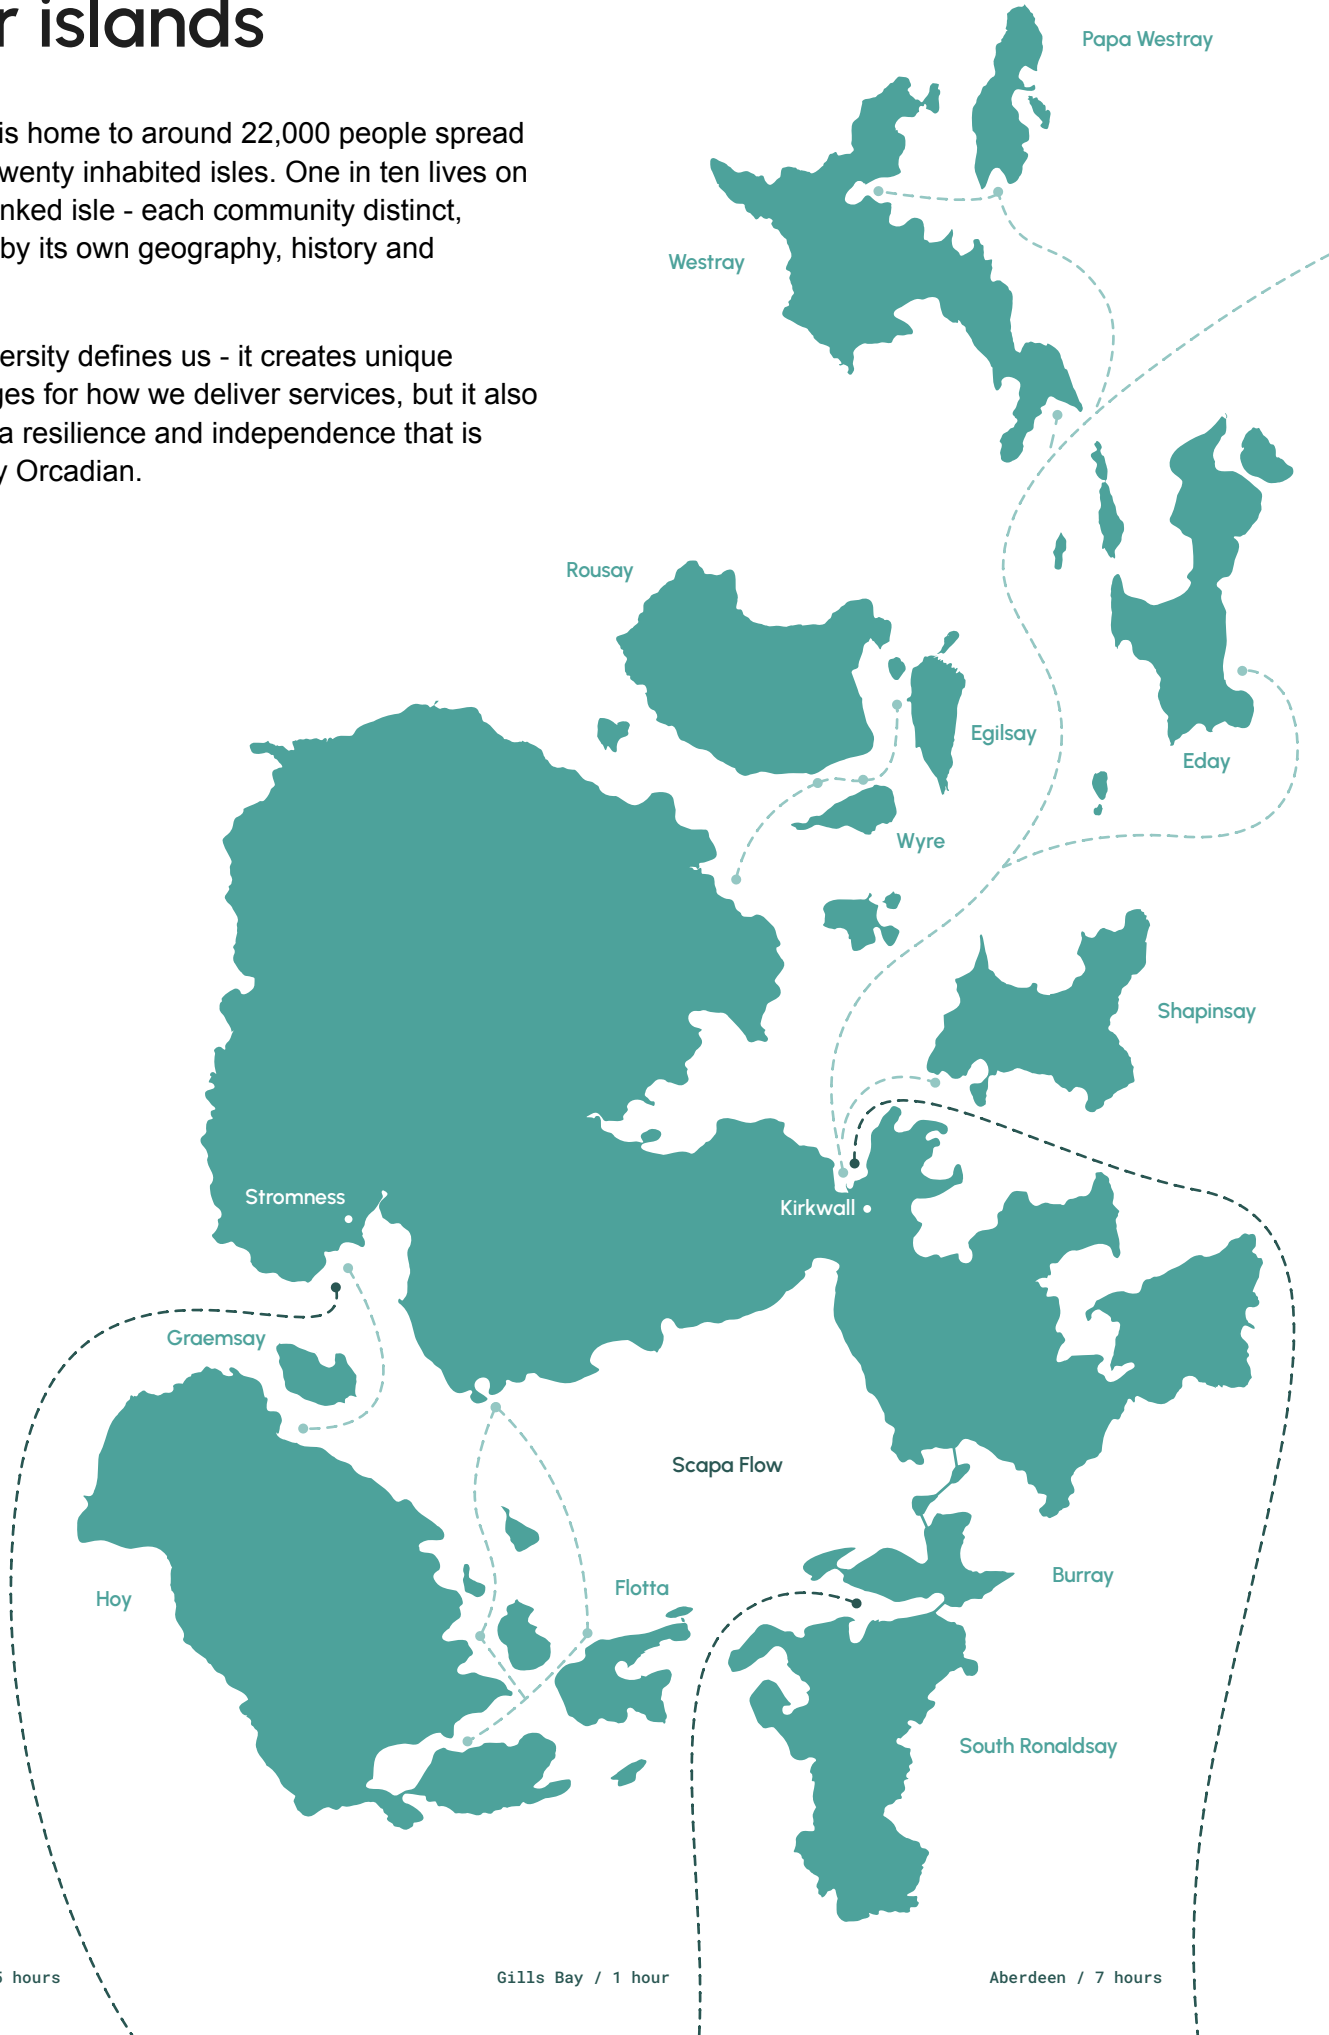 r islands
is home to around 22,000 people spread
wenty inhabited isles. One in ten lives on
nked isle - each community distinct,
by its own geography, history and
ersity defines us - it creates unique
ges for how we deliver services, but it also
a resilience and independence that is
y Orcadian.
Papa Westray
Westray
Rousay
Egilsay
Eday
Wyre
Shapinsay
Stromness
Kirkwall
Graemsay
Scapa Flow
Hoy
Flotta
Burray
South Ronaldsay
5 hours
Gills Bay / 1 hour
Aberdeen / 7 hours